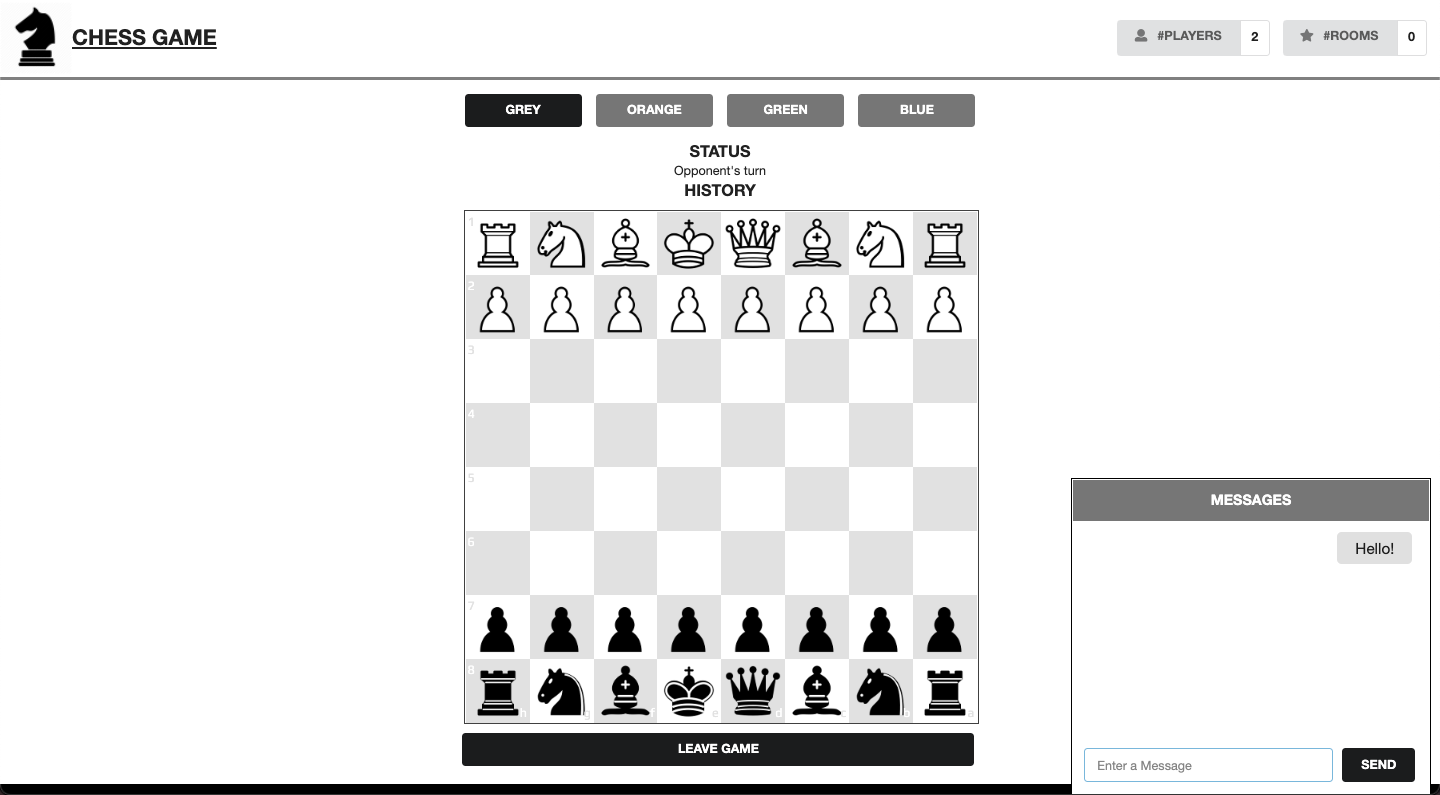 CHESS GAME
#PLAYERS 2 #ROOMS 0
GREY ORANGE GREEN BLUE
STATUS
Opponent's turn
HISTORY
1
2
3
4
5
6
7
8
h g f e d c b a
LEAVE GAME
MESSAGES
Hello!
Enter a Message SEND